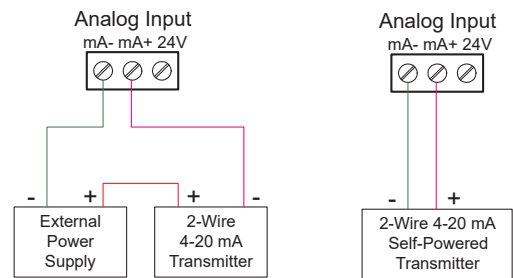 Analog Input
mA- mA+ 24V
- + + -
External
Power
Supply
2-Wire
4-20 mA
Transmitter
Analog Input
mA- mA+ 24V
- +
2-Wire 4-20 mA
Self-Powered
Transmitter